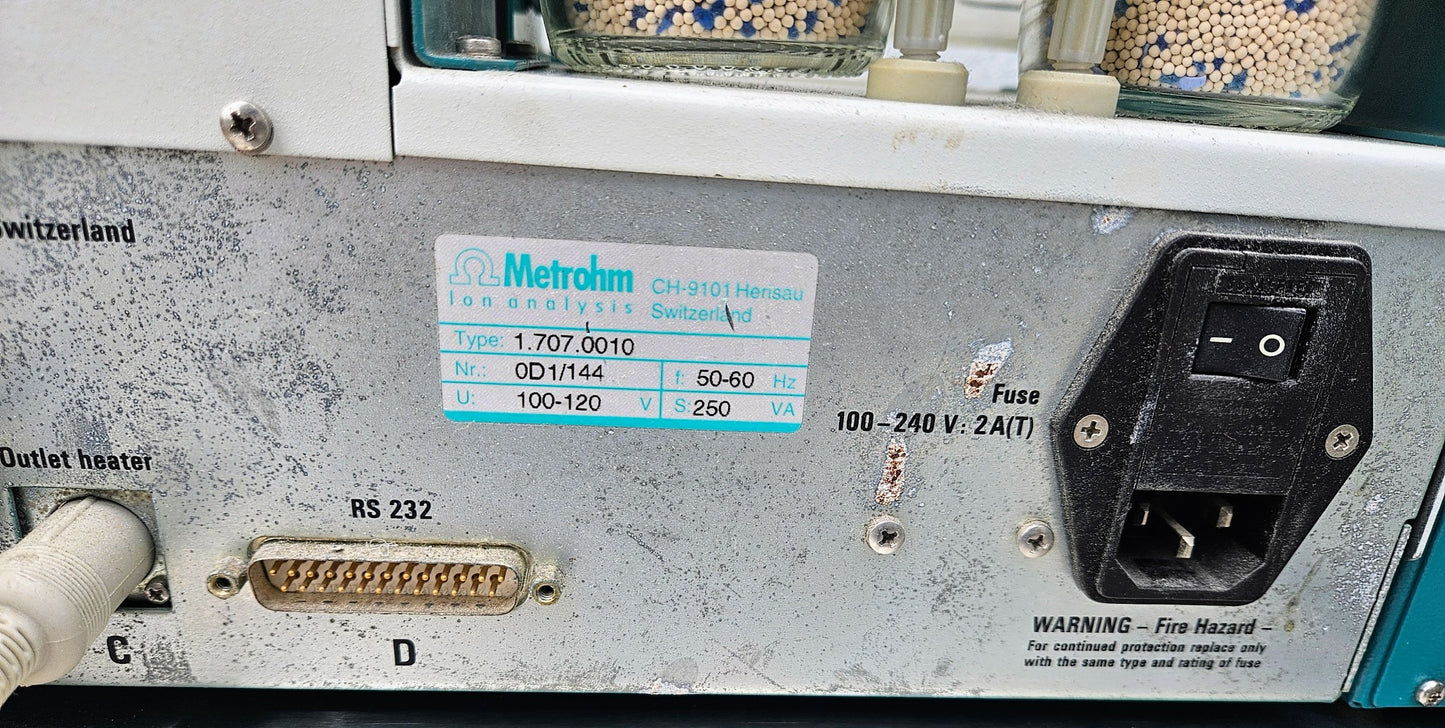 Switzerland
Metrohm
Ion analysis
CH-9101 Herisau
Switzerland
Type: 1.707.0010
Nr.: 0D1/144 f: 50-60 Hz
U: 100-120 V S: 250 VA
Fuse
100-240 V: 2A(T)
– O
Outlet heater
RS 232
C
D
WARNING - Fire Hazard -
For continued protection replace only
with the same type and rating of fuse